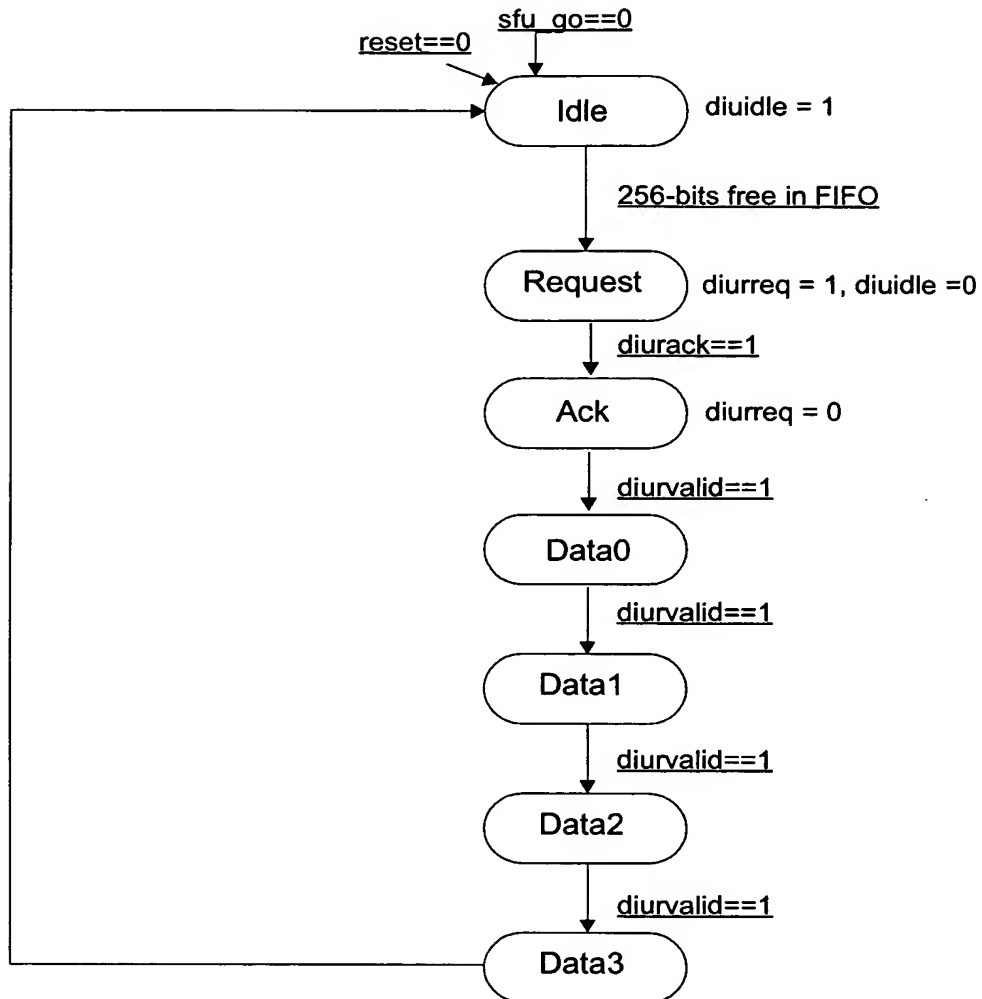 sfu_go==0
reset==0
Idle
diuidle = 1
256-bits free in FIFO
Request
diurreq = 1, diuidle =0
diurack==1
Ack
diurreq = 0
diurvalid==1
Data0
diurvalid==1
Data1
diurvalid==1
Data2
diurvalid==1
Data3